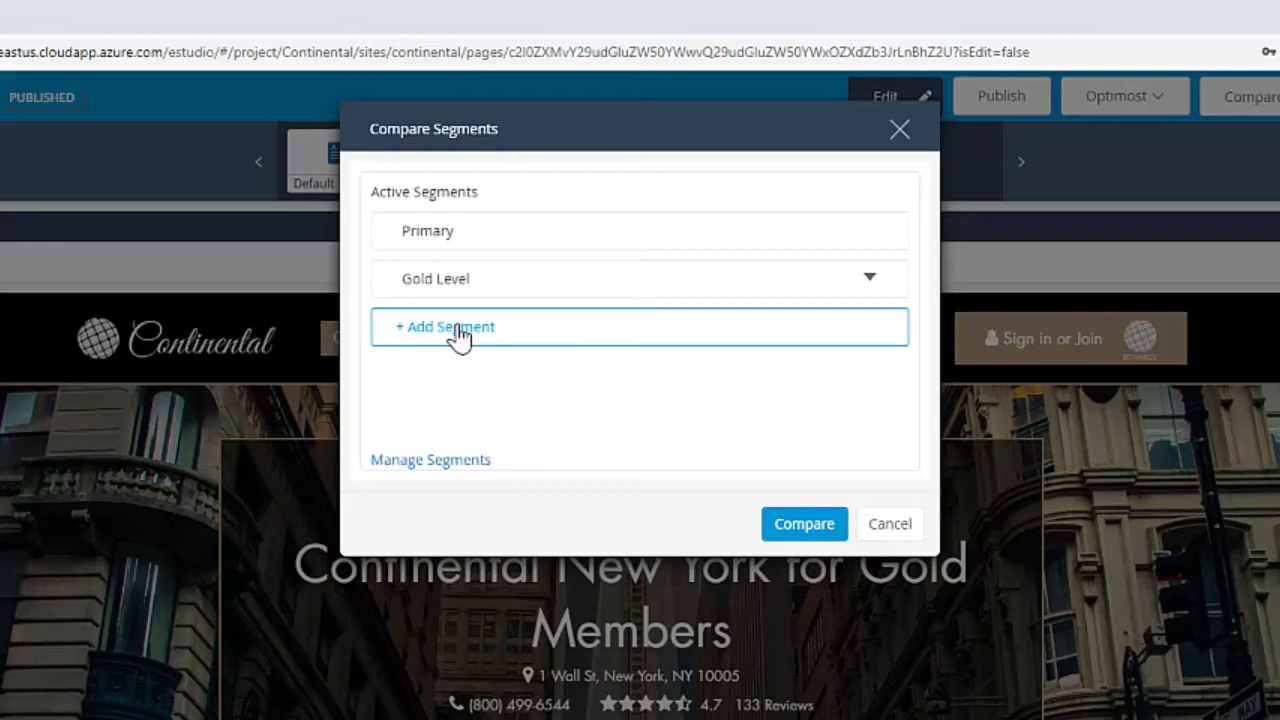 eastus.cloudapp.azure.com/estudio/#/project/Continental/sites/continental/pages/c2l0ZXMvY29udGluZW50YWwvQ29udGluZW50YWxOZXdZb3JrLnBhZ2U?isEdit=false
PUBLISHED
Edit
Publish
Optimost
Compare
Default
Compare Segments
Active Segments
Primary
Gold Level
+ Add Segment
Manage Segments
Compare
Cancel
Continental
Sign in or Join
REWARDS
Continental New York for Gold
Members
1 Wall St, New York, NY 10005
(800) 499-6544
4.7
133 Reviews